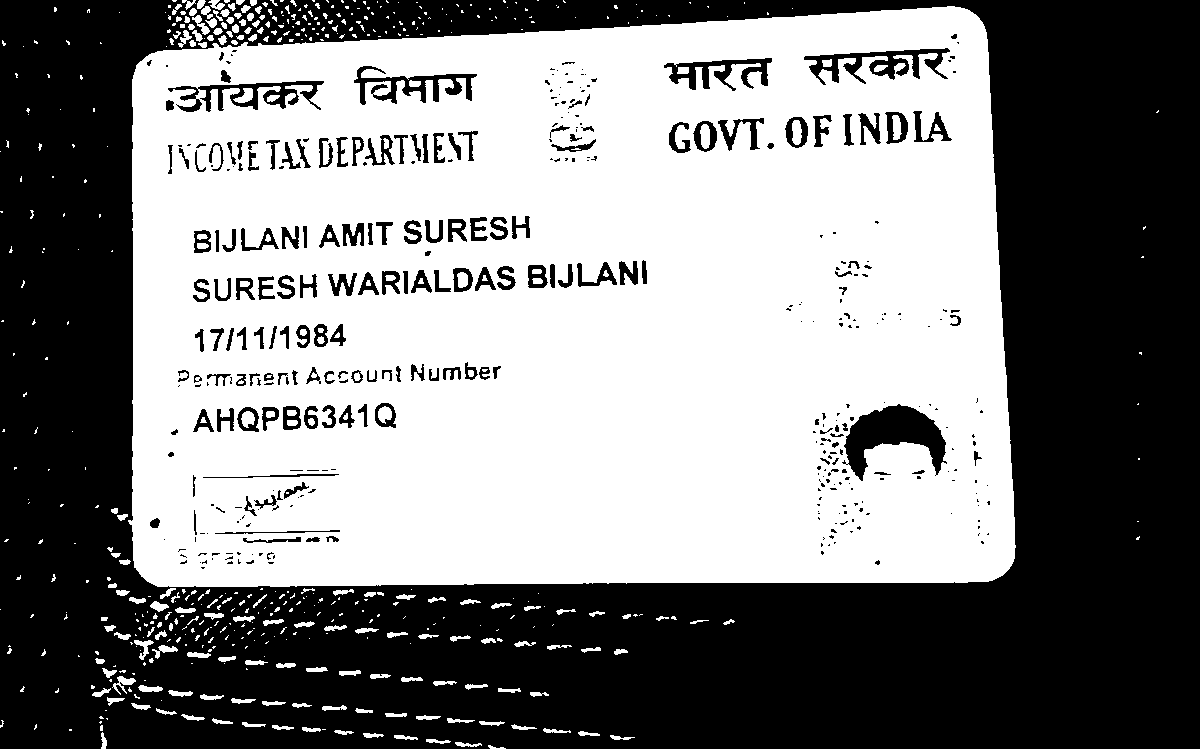 आयकर विभाग
भारत सरकार
INCOME TAX DEPARTMENT
GOVT. OF INDIA
BIJLANI AMIT SURESH
SURESH WARIALDAS BIJLANI
17/11/1984
Permanent Account Number
AHQPB6341Q
Signature